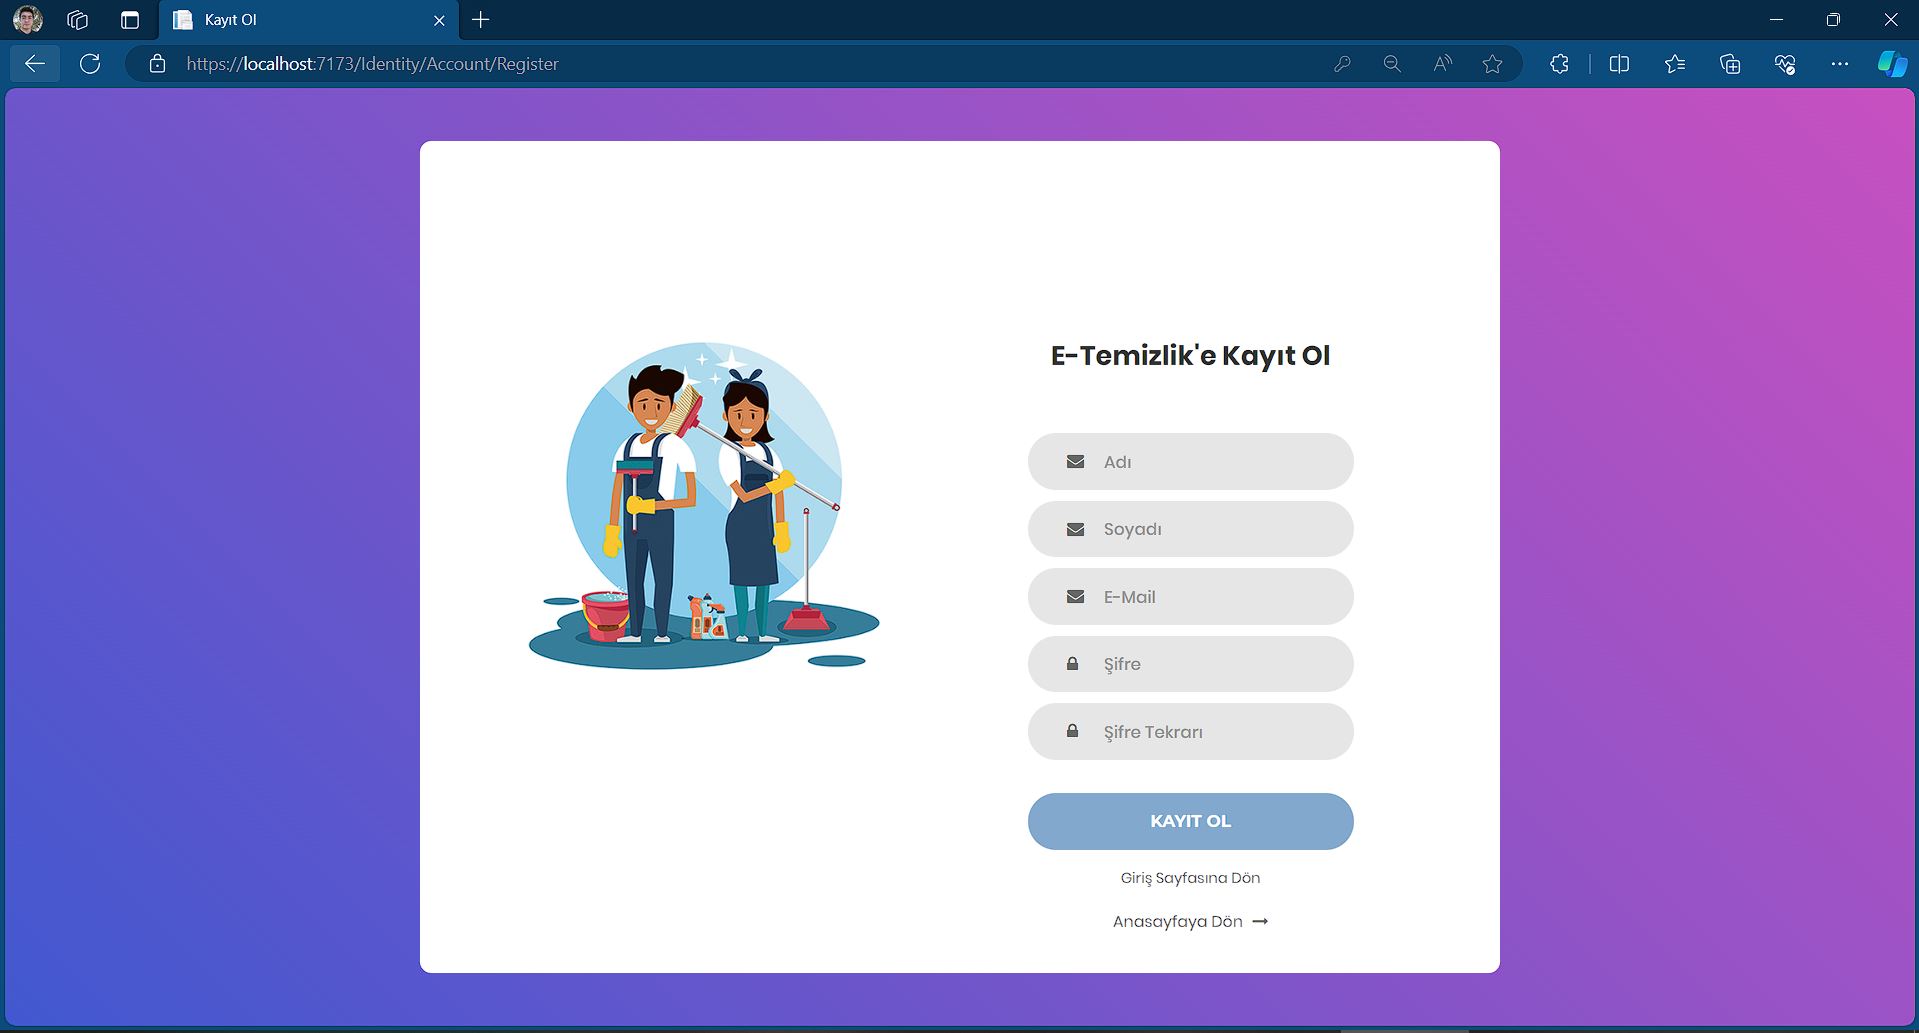 Kayıt Ol
https://localhost:7173/Identity/Account/Register
E-Temizlik'e Kayıt Ol
Adı
Soyadı
E-Mail
Şifre
Şifre Tekrarı
KAYIT OL
Giriş Sayfasına Dön
Anasayfaya Dön →